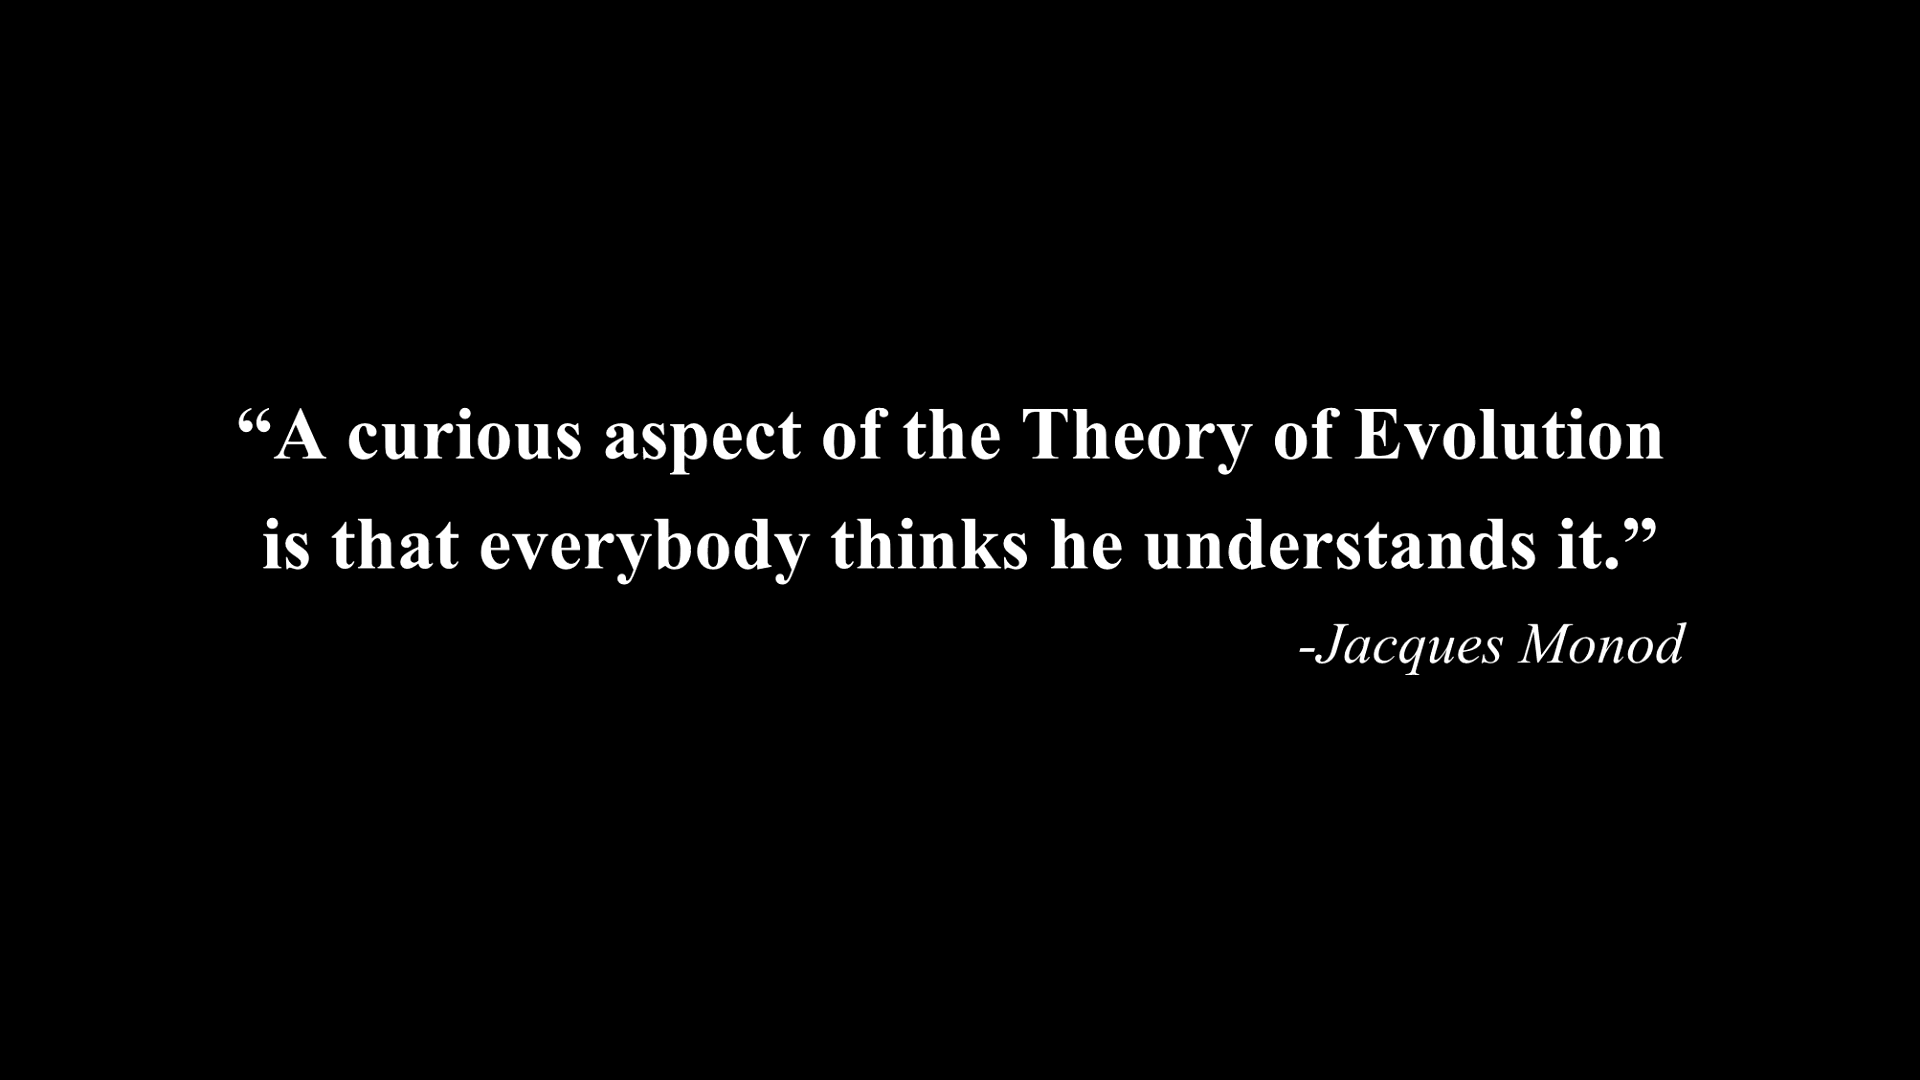 “A curious aspect of the Theory of Evolution
is that everybody thinks he understands it.”
-Jacques Monod